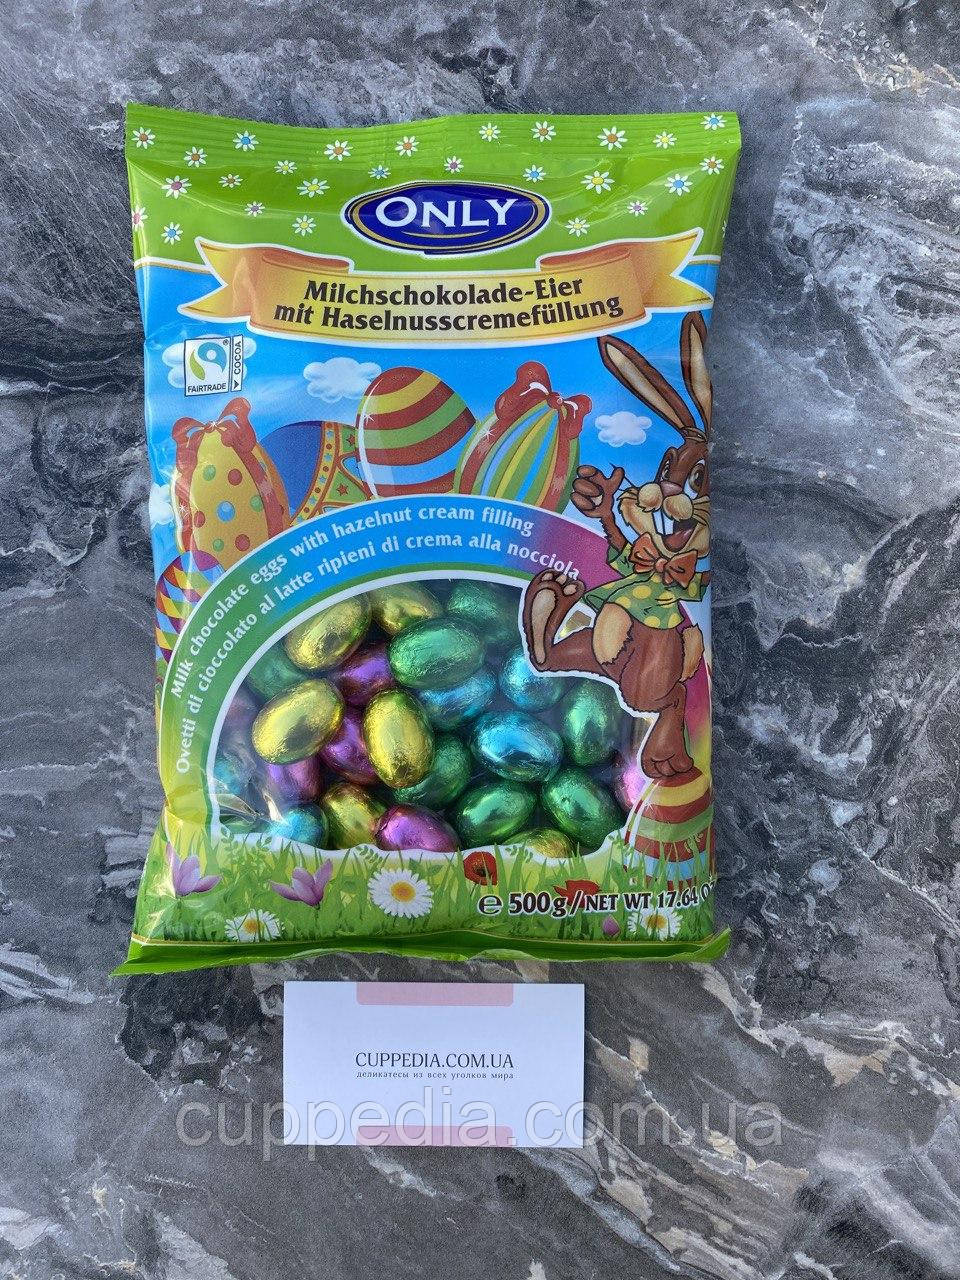 ONLY
Milchschokolade-Eier
mit Haselnusscremefüllung
FAIRTRADE
COCOA
Milk chocolate eggs with hazelnut cream filling
Ovetti di cioccolato al latte ripieni di crema alla nocciola
℮ 500g/NET WT 17.64
CUPPEDIA.COM.UA
деликатесы из всех уголков мира
cuppedia.com.ua